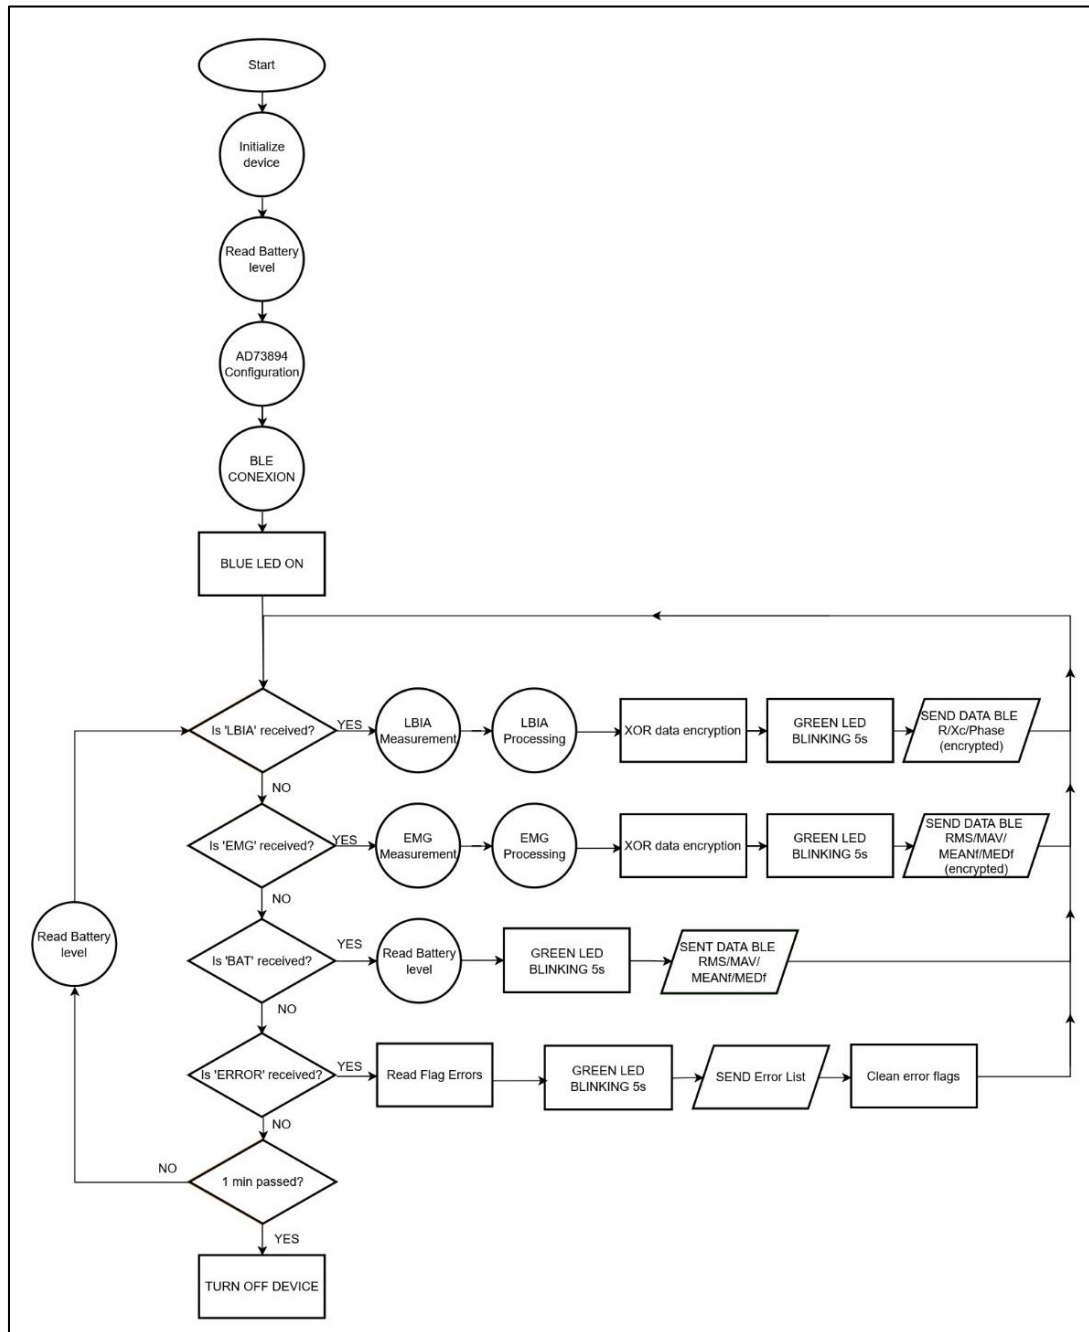 Start
Initialize
device
Read Battery
level
AD73894
Configuration
BLE
CONEXION
BLUE LED ON
Is 'LBIA' received?
YES
LBIA
Measurement
LBIA
Processing
XOR data encryption
GREEN LED
BLINKING 5s
SEND DATA BLE
R/Xc/Phase
(encrypted)
NO
Is 'EMG' received?
YES
EMG
Measurement
EMG
Processing
XOR data encryption
GREEN LED
BLINKING 5s
SEND DATA BLE
RMS/MAV/
MEANf/MEDf
(encrypted)
NO
Read Battery
level
Is 'BAT' received?
YES
Read Battery
level
GREEN LED
BLINKING 5s
SENT DATA BLE
RMS/MAV/
MEANf/MEDf
NO
Is 'ERROR' received?
YES
Read Flag Errors
GREEN LED
BLINKING 5s
SEND Error List
Clean error flags
NO
NO
1 min passed?
YES
TURN OFF DEVICE